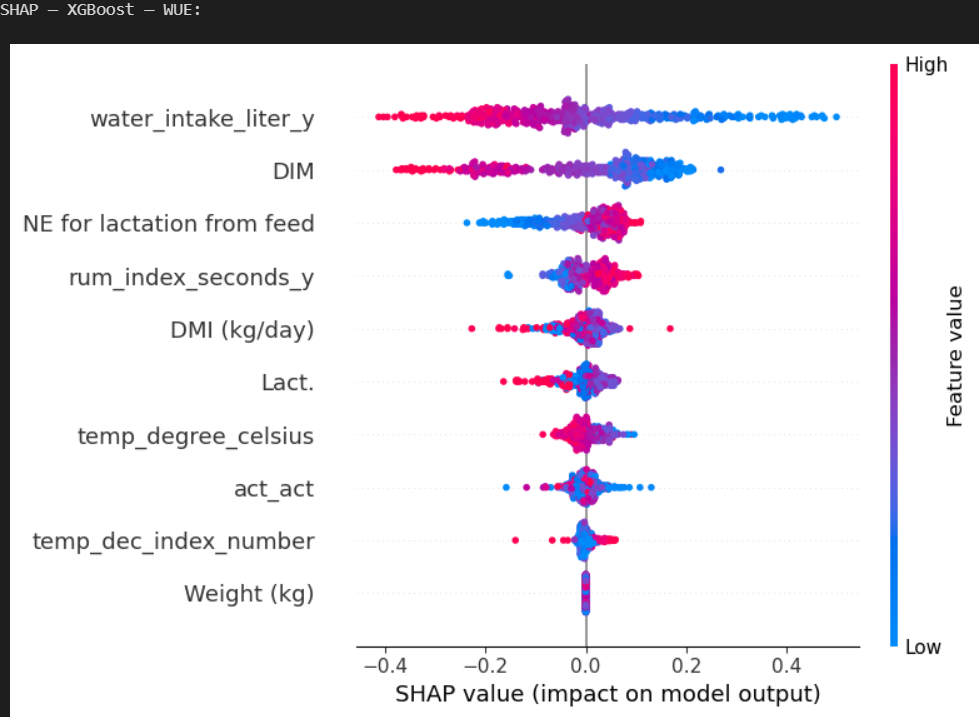 SHAP — XGBoost — WUE:
High
water_intake_liter_y
DIM
NE for lactation from feed
rum_index_seconds_y
DMI (kg/day)
Lact.
temp_degree_celsius
act_act
temp_dec_index_number
Weight (kg)
Feature value
Low
−0.4 −0.2 0.0 0.2 0.4
SHAP value (impact on model output)